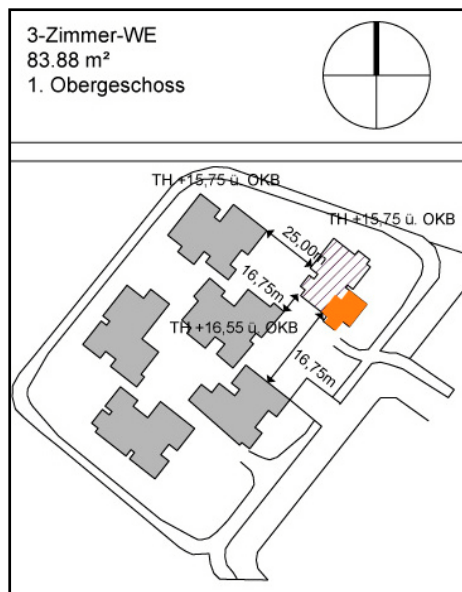 3-Zimmer-WE
83.88 m²
1. Obergeschoss
TH +15,75 ü. OKB
TH +15,75 ü. OKB
25,00m
16,75m
TH +16,55 ü. OKB
16,75m